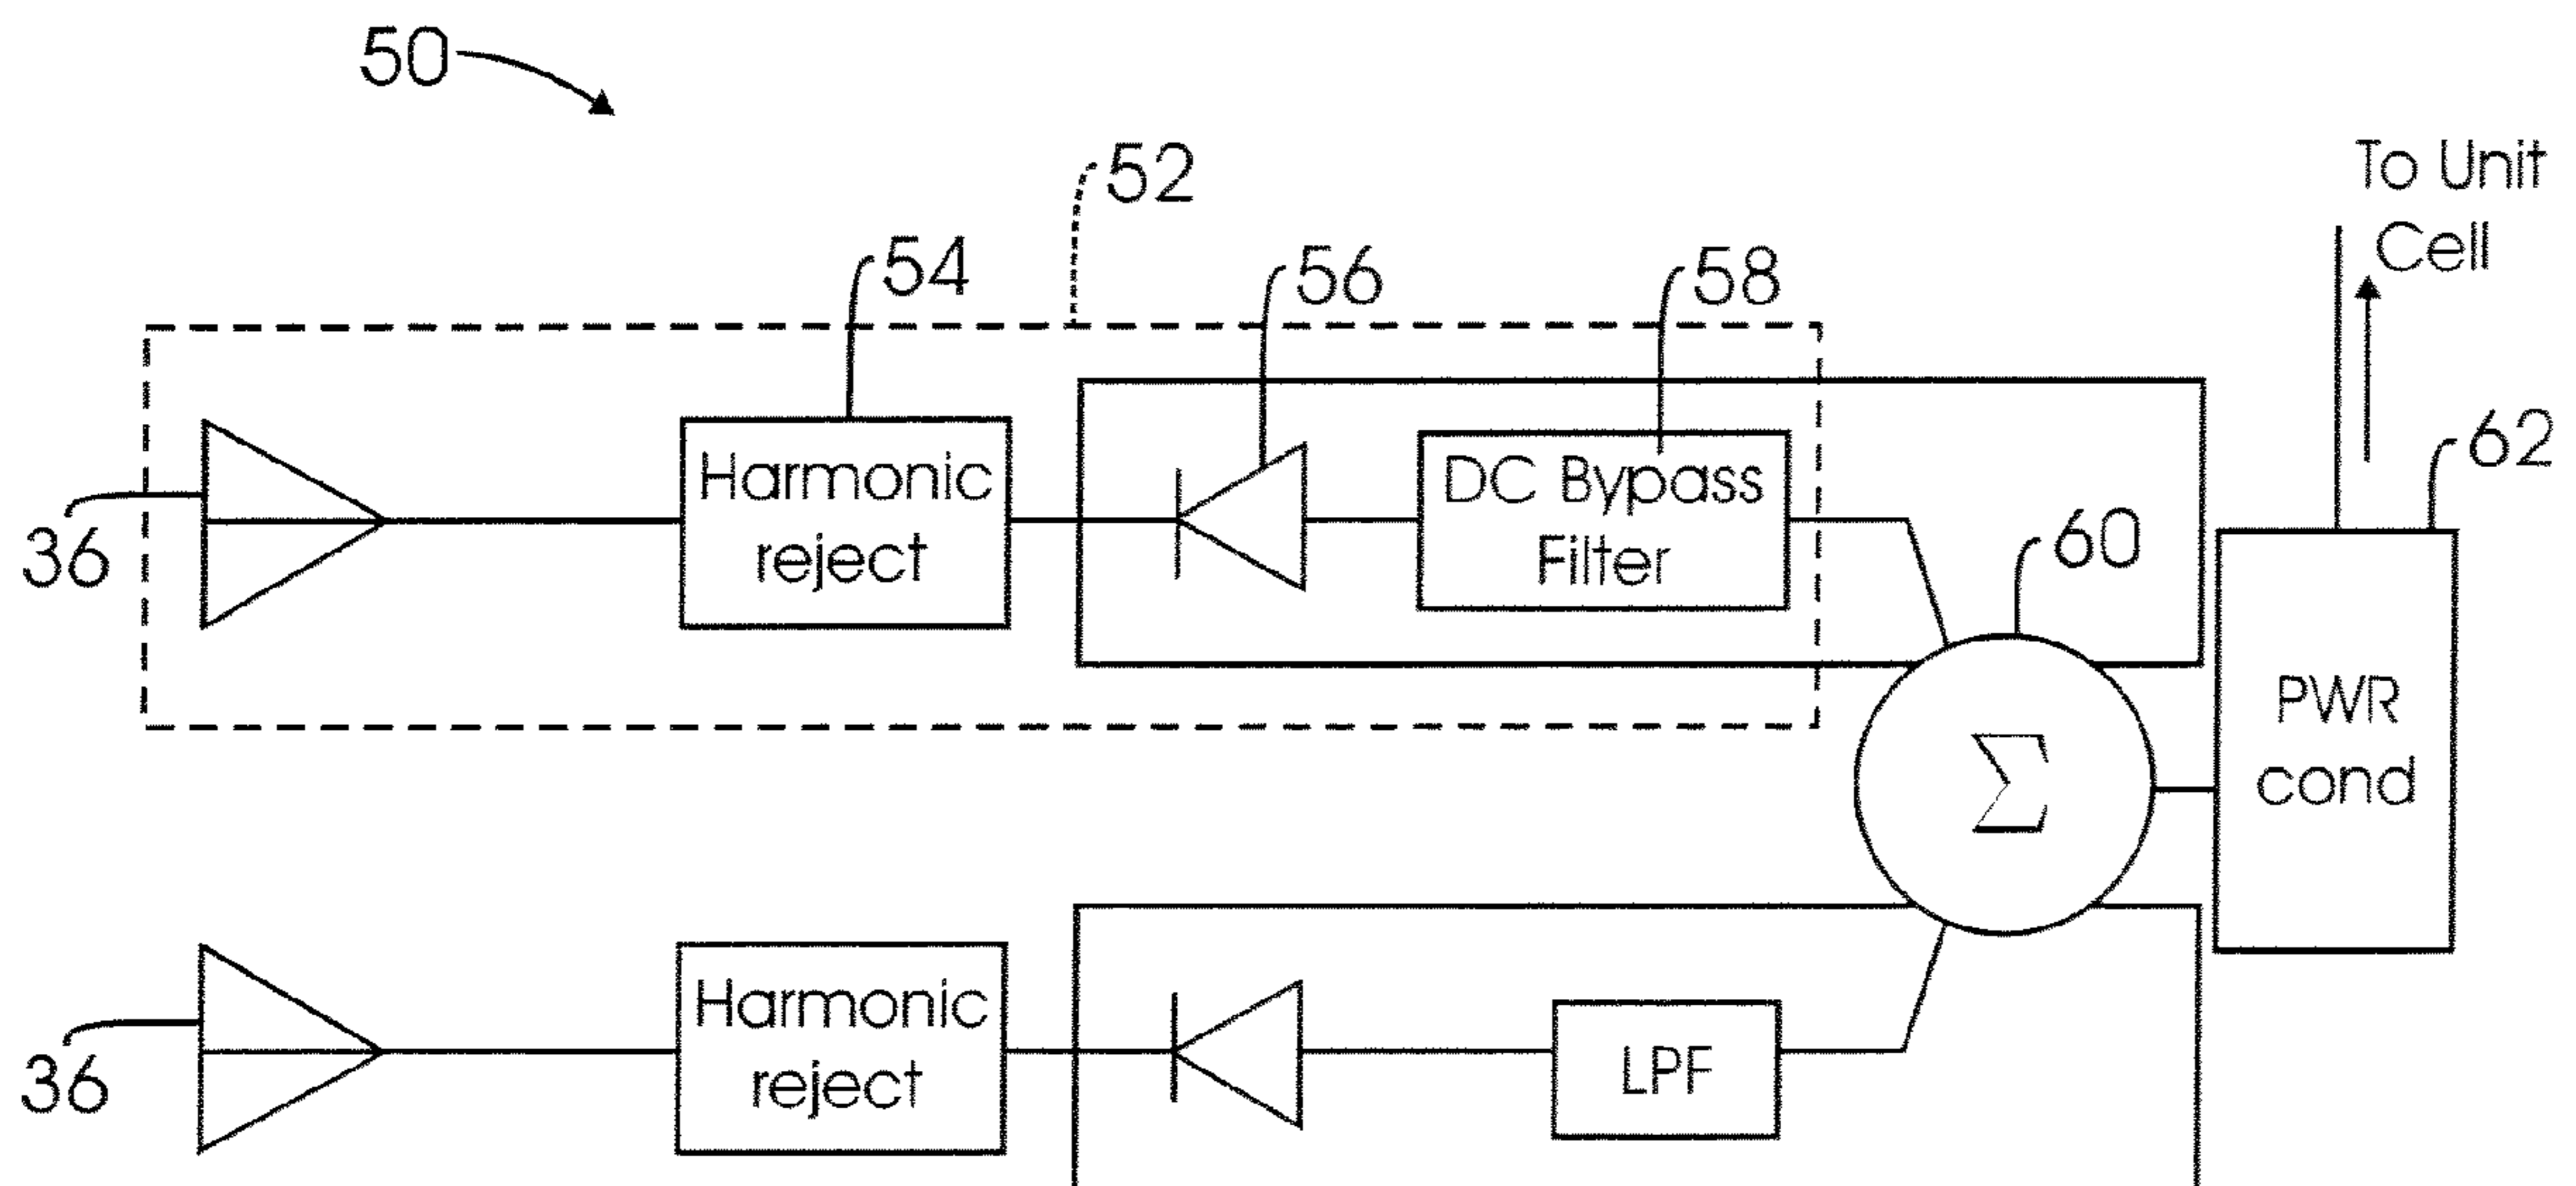 50
52
To Unit
Cell
54
56
58
62
Harmonic
reject
DC Bypass
Filter
36
60
PWR
cond
Σ
Harmonic
reject
LPF
36